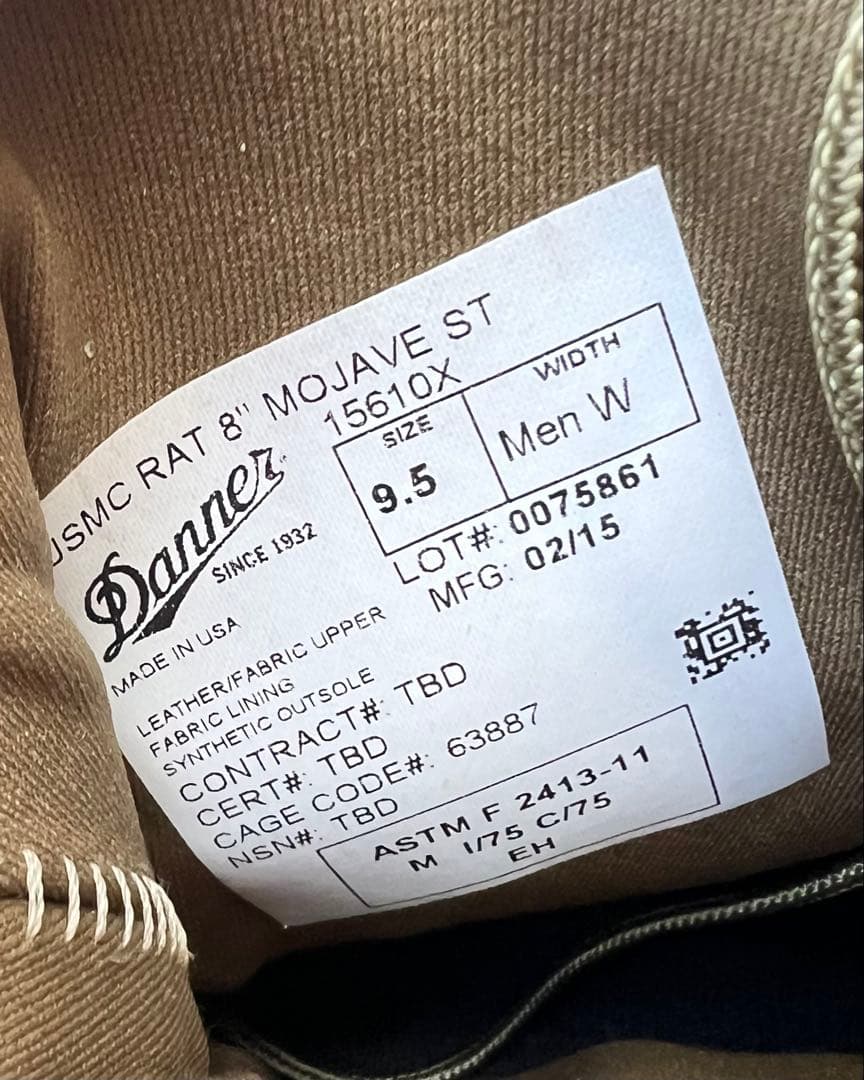 USMC RAT 8" MOJAVE ST
15610X
Danner
SINCE 1932
MADE IN USA
SIZE
9.5
WIDTH
Men W
LOT#: 0075861
MFG: 02/15
LEATHER/FABRIC UPPER
FABRIC LINING
SYNTHETIC OUTSOLE
CONTRACT#: TBD
CERT#: TBD
CAGE CODE#: 63887
NSN#: TBD
ASTM F 2413-11
M I/75 C/75
EH